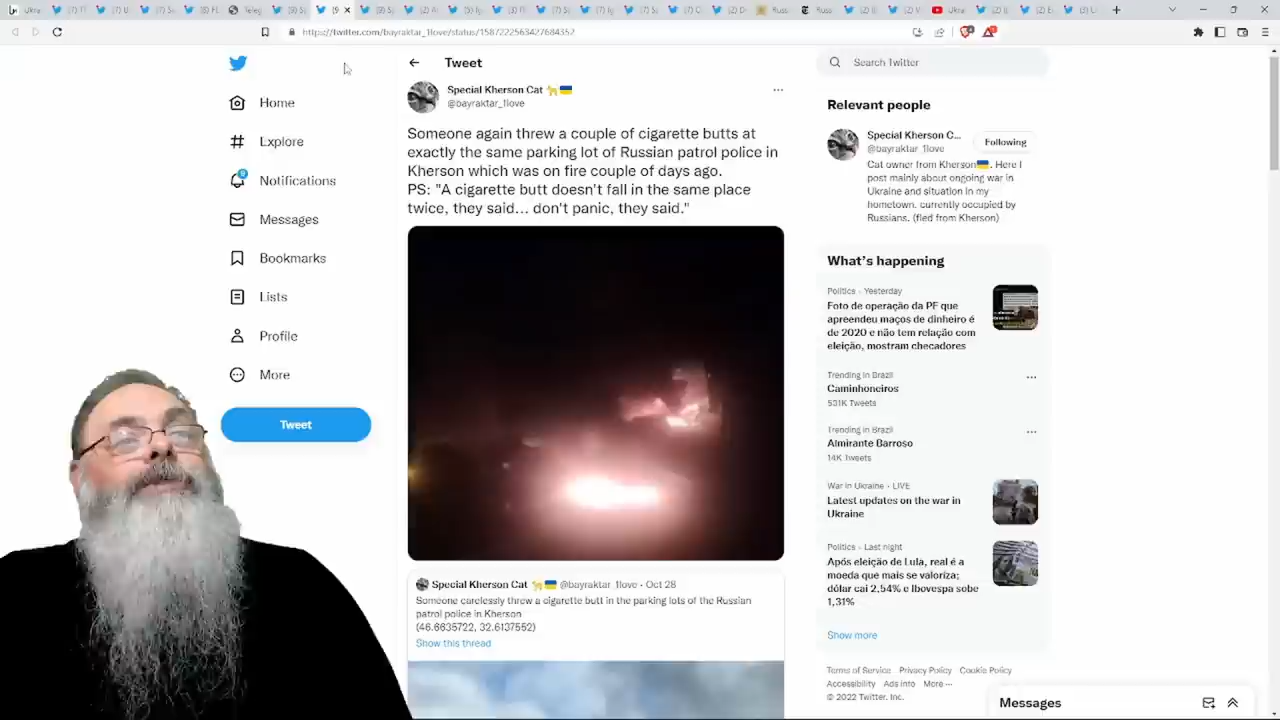 https://twitter.com/bayraktar_1love/status/1587222563427684352
Home
Explore
Notifications
Messages
Bookmarks
Lists
Profile
More
Tweet
Tweet
Special Kherson Cat
@bayraktar_1love
Someone again threw a couple of cigarette butts at
exactly the same parking lot of Russian patrol police in
Kherson which was on fire couple of days ago.
PS: "A cigarette butt doesn't fall in the same place
twice, they said... don't panic, they said."
Special Kherson Cat @bayraktar_1love · Oct 28
Someone carelessly threw a cigarette butt in the parking lots of the Russian
patrol police in Kherson
(46.6635722, 32.6137552)
Show this thread
Search Twitter
Relevant people
Special Kherson C...
@bayraktar_1love
Following
Cat owner from Kherson. Here I
post mainly about ongoing war in
Ukraine and situation in my
hometown, currently occupied by
Russians. (fled from Kherson)
What's happening
Politics · Yesterday
Foto de operação da PF que
apreendeu maços de dinheiro é
de 2020 e não tem relação com
eleição, mostram checadores
Trending in Brazil
Caminhoneiros
531K Tweets
Trending in Brazil
Almirante Barroso
14K Tweets
War in Ukraine · LIVE
Latest updates on the war in
Ukraine
Politics · Last night
Após eleição de Lula, real é a
moeda que mais se valoriza;
dólar cai 2,54% e Ibovespa sobe
1,31%
Show more
Terms of Service Privacy Policy Cookie Policy
Accessibility Ads info More ···
© 2022 Twitter, Inc.
Messages